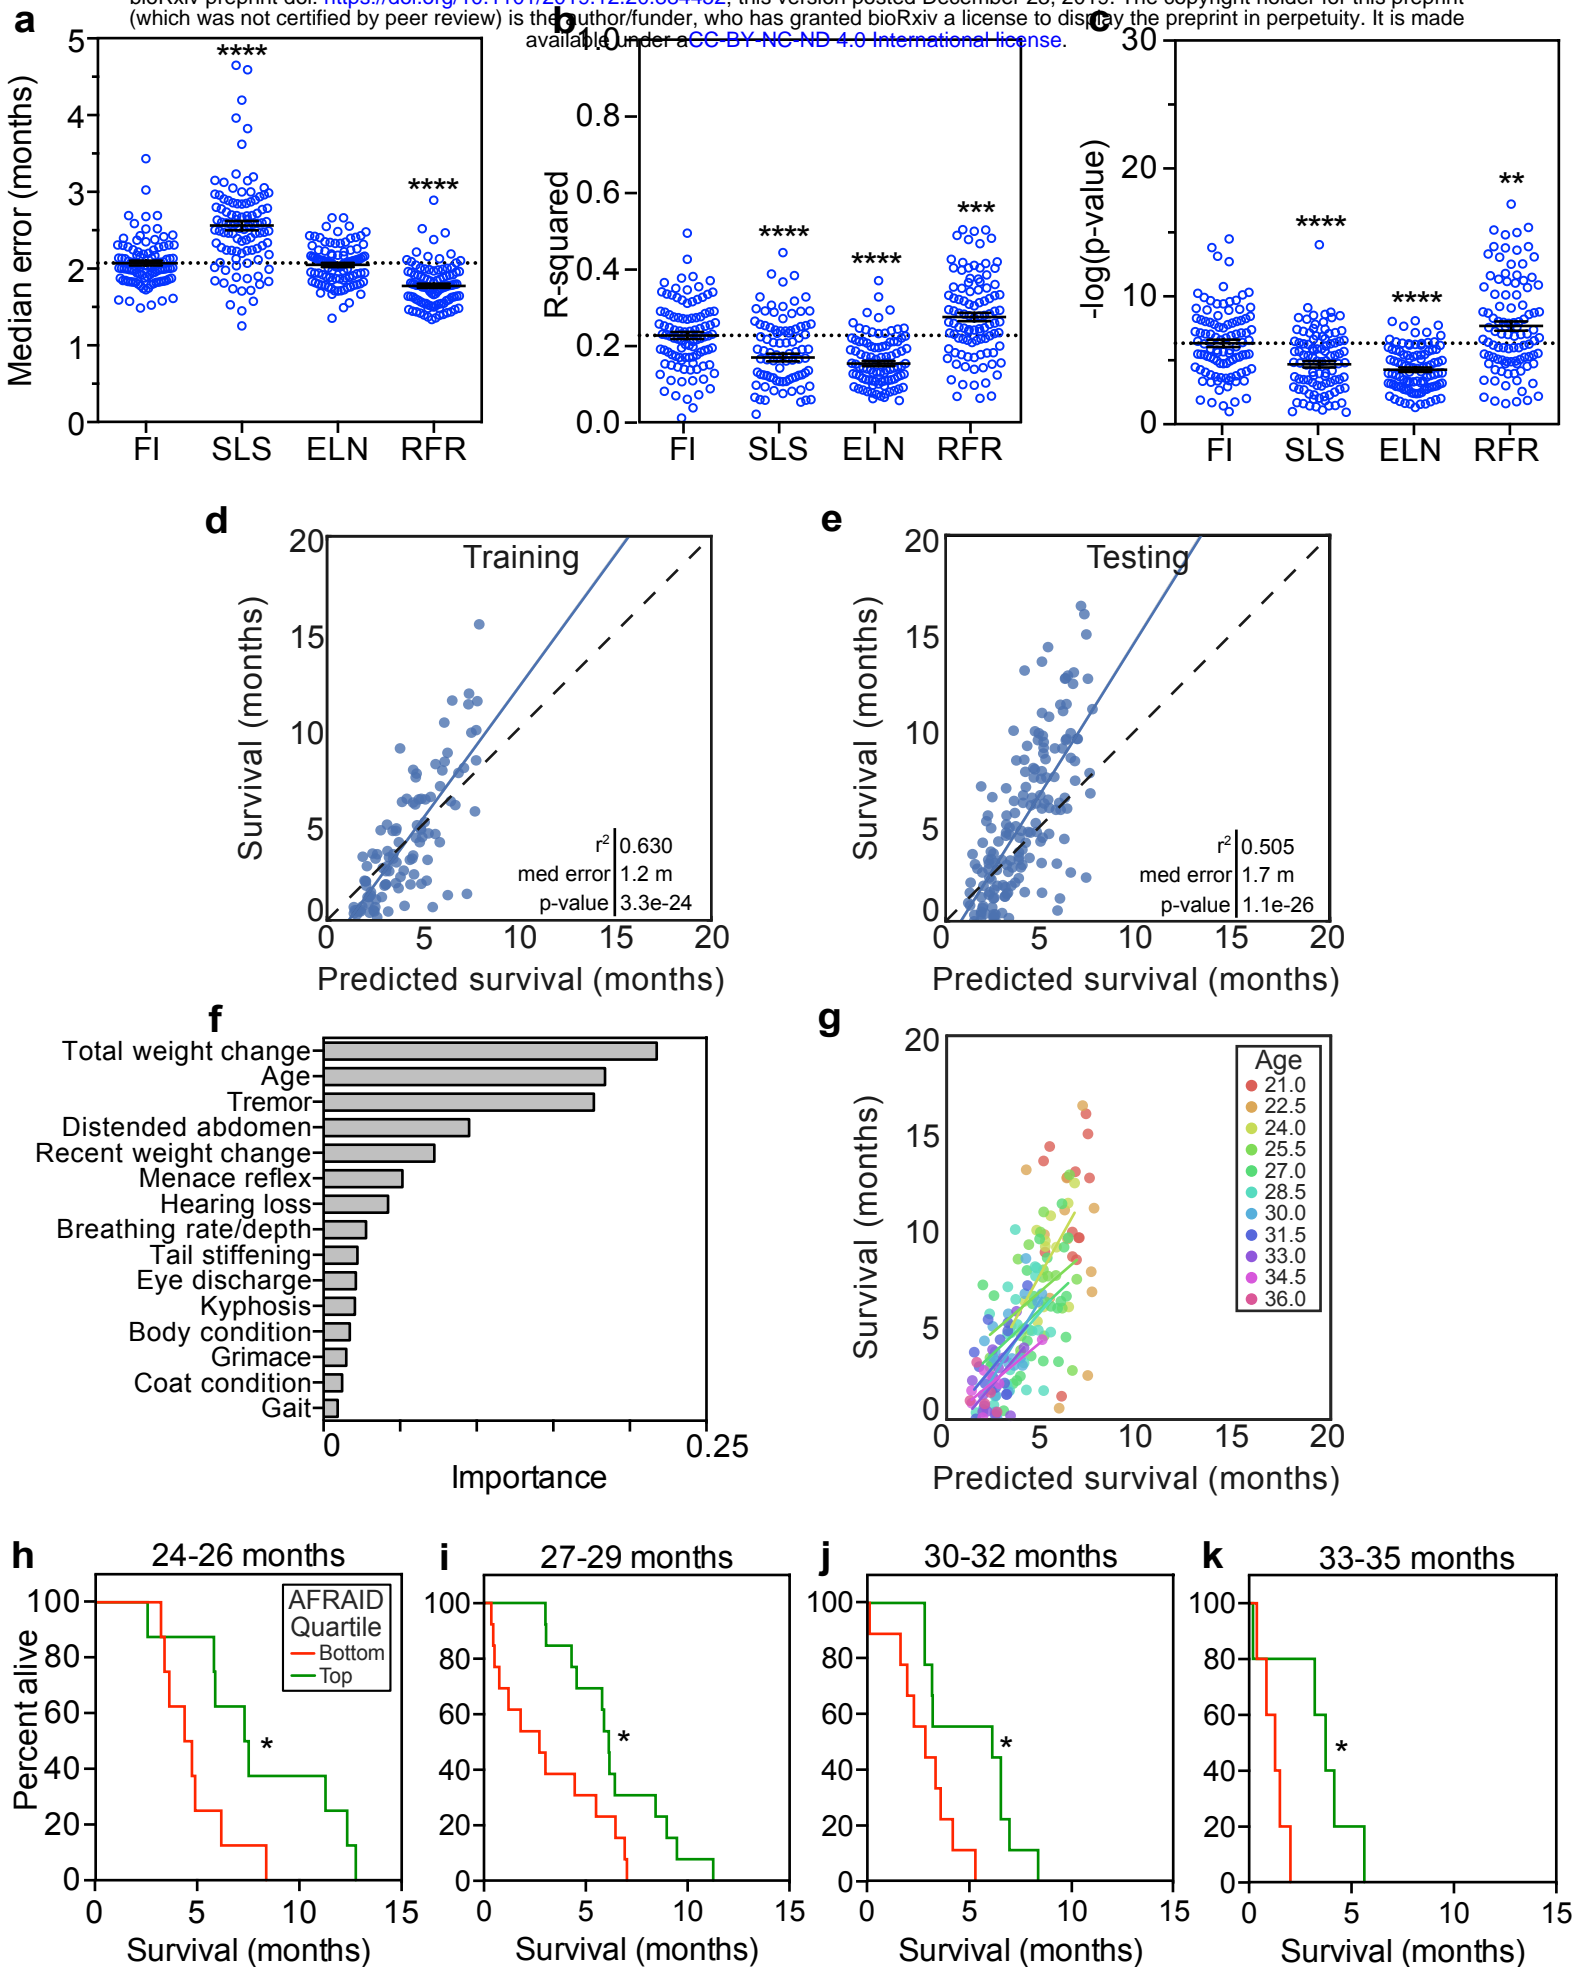 (which was not certified by peer review) is the author/funder, who has granted bioRxiv a license to display the preprint in perpetuity. It is made
available under aCC-BY-NC-ND 4.0 International license.
a
5
4
3
2
1
0
Median error (months)
****
****
FI SLS ELN RFR
b
1.0
0.8
0.6
0.4
0.2
0.0
R-squared
****
****
***
FI SLS ELN RFR
c
30
20
10
0
-log(p-value)
****
****
**
FI SLS ELN RFR
d
Training
20
15
10
5
0
Survival (months)
r² 0.630
med error 1.2 m
p-value 3.3e-24
0 5 10 15 20
Predicted survival (months)
e
Testing
20
15
10
5
0
Survival (months)
r² 0.505
med error 1.7 m
p-value 1.1e-26
0 5 10 15 20
Predicted survival (months)
f
Total weight change
Age
Tremor
Distended abdomen
Recent weight change
Menace reflex
Hearing loss
Breathing rate/depth
Tail stiffening
Eye discharge
Kyphosis
Body condition
Grimace
Coat condition
Gait
0 0.25
Importance
g
20
15
10
5
0
Survival (months)
Age
21.0
22.5
24.0
25.5
27.0
28.5
30.0
31.5
33.0
34.5
36.0
0 5 10 15 20
Predicted survival (months)
h
24-26 months
100
80
60
40
20
0
Percent alive
AFRAID
Quartile
Bottom
Top
*
0 5 10 15
Survival (months)
i
27-29 months
100
80
60
40
20
0
*
0 5 10 15
Survival (months)
j
30-32 months
100
80
60
40
20
0
*
0 5 10 15
Survival (months)
k
33-35 months
100
80
60
40
20
0
*
0 5 10 15
Survival (months)